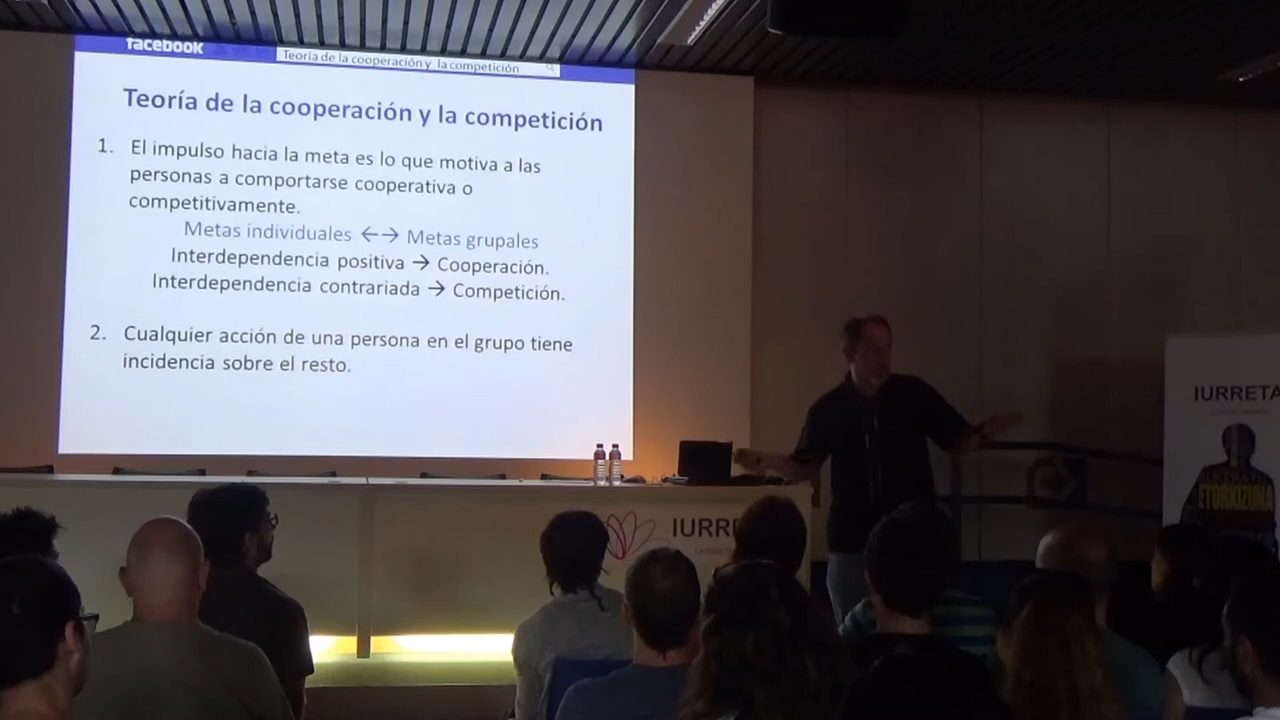 facebook
Teoría de la cooperación y la competición
Teoría de la cooperación y la competición
1. El impulso hacia la meta es lo que motiva a las
personas a comportarse cooperativa o
competitivamente.
Metas individuales ←→ Metas grupales
Interdependencia positiva → Cooperación.
Interdependencia contrariada → Competición.
2. Cualquier acción de una persona en el grupo tiene
incidencia sobre el resto.
IURRETA
ETORKIZUNA
IURRE